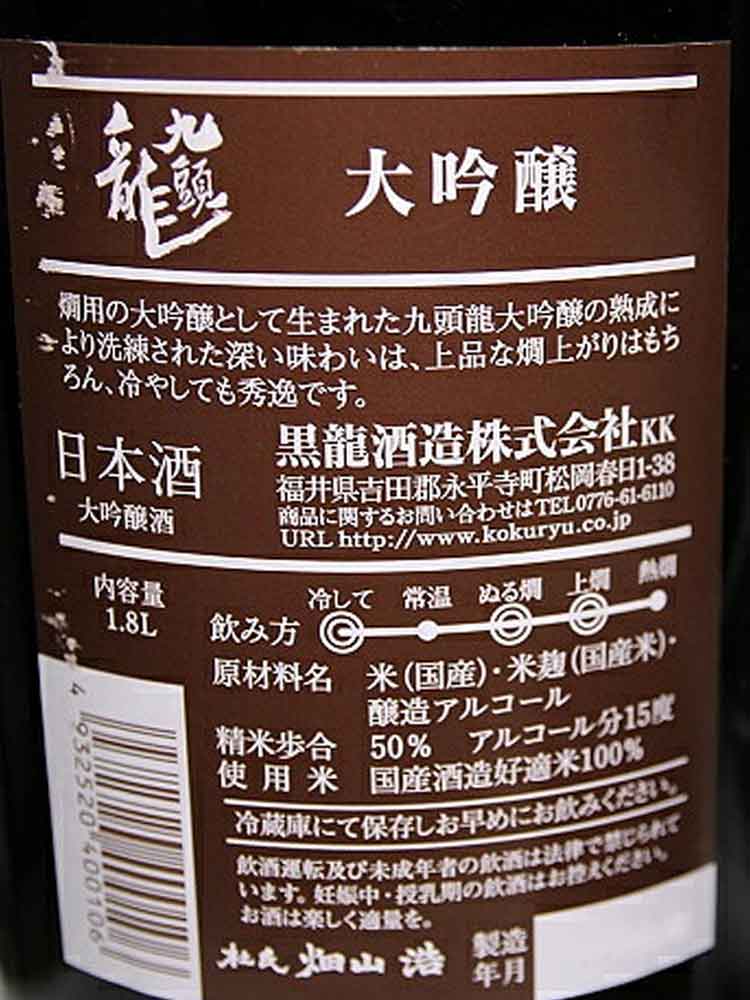 九頭龍
大吟醸
燗用の大吟醸として生まれた九頭龍大吟醸の熟成に
より洗練された深い味わいは、上品な燗上がりはもち
ろん、冷やしても秀逸です。
日本酒
大吟醸酒
黒龍酒造株式会社KK
福井県吉田郡永平寺町松岡春日1-38
商品に関するお問い合わせはTEL0776-61-6110
URL http://www.kokuryu.co.jp
内容量
1.8L
冷して 常温 ぬる燗 上燗 熱燗
飲み方
原材料名 米(国産)・米麹(国産米)・
醸造アルコール
精米歩合 50% アルコール分15度
使用米 国産酒造好適米100%
冷蔵庫にて保存しお早めにお飲みください。
飲酒運転及び未成年者の飲酒は法律で禁じられて
います。妊娠中・授乳期の飲酒はお控えください。
お酒は楽しく適量を。
杜氏 畑山 浩
製造
年月
4 932520 400106